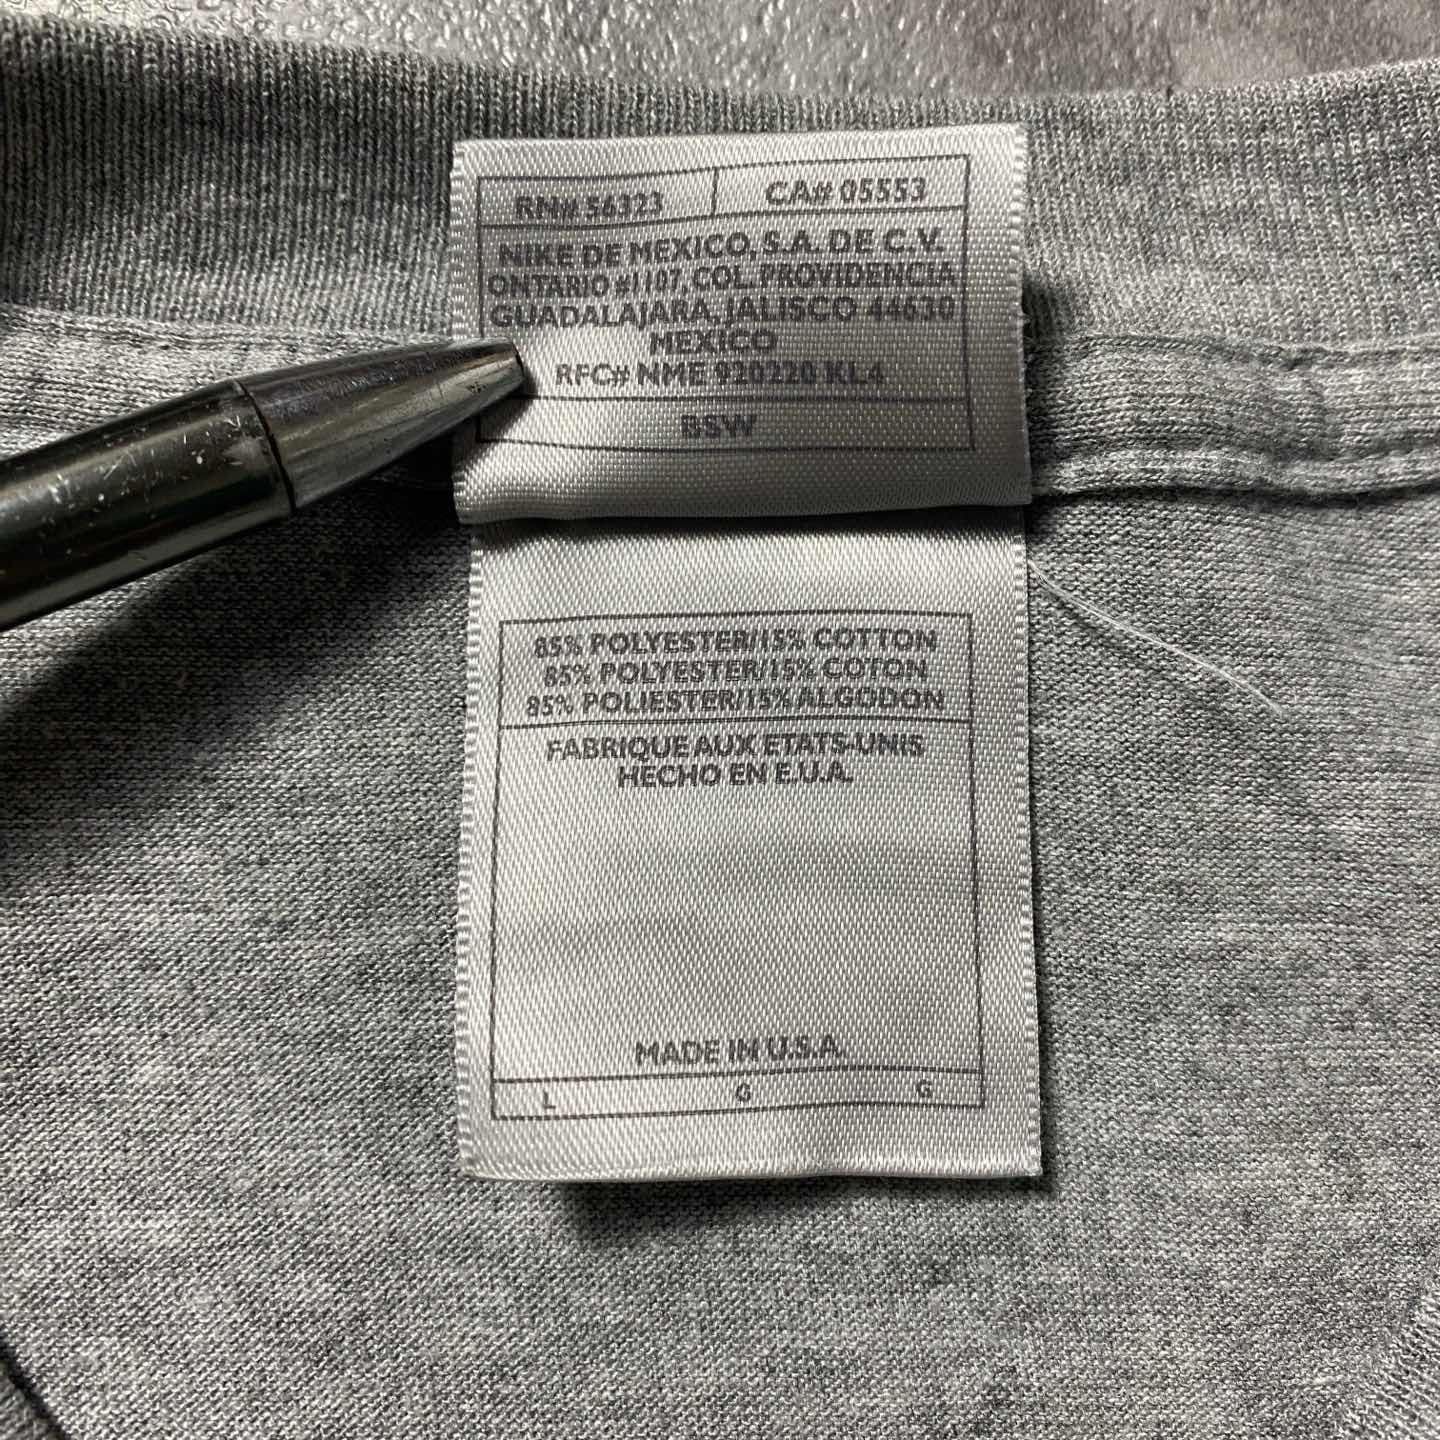 RN# 56323 CA# 05553
NIKE DE MEXICO, S.A. DE C.V.
ONTARIO #1107, COL. PROVIDENCIA
GUADALAJARA, JALISCO 44630
MEXICO
RFC# NME 920220 KL4
BSW
85% POLYESTER/15% COTTON
85% POLYESTER/15% COTON
85% POLIESTER/15% ALGODON
FABRIQUE AUX ETATS-UNIS
HECHO EN E.U.A.
MADE IN U.S.A.
L G G